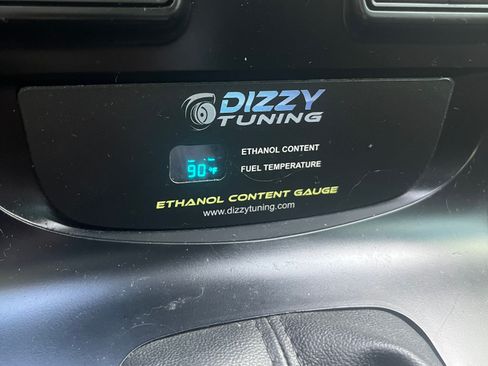 DIZZY
TUNING
ETHANOL CONTENT
90°F FUEL TEMPERATURE
ETHANOL CONTENT GAUGE
www.dizzytuning.com